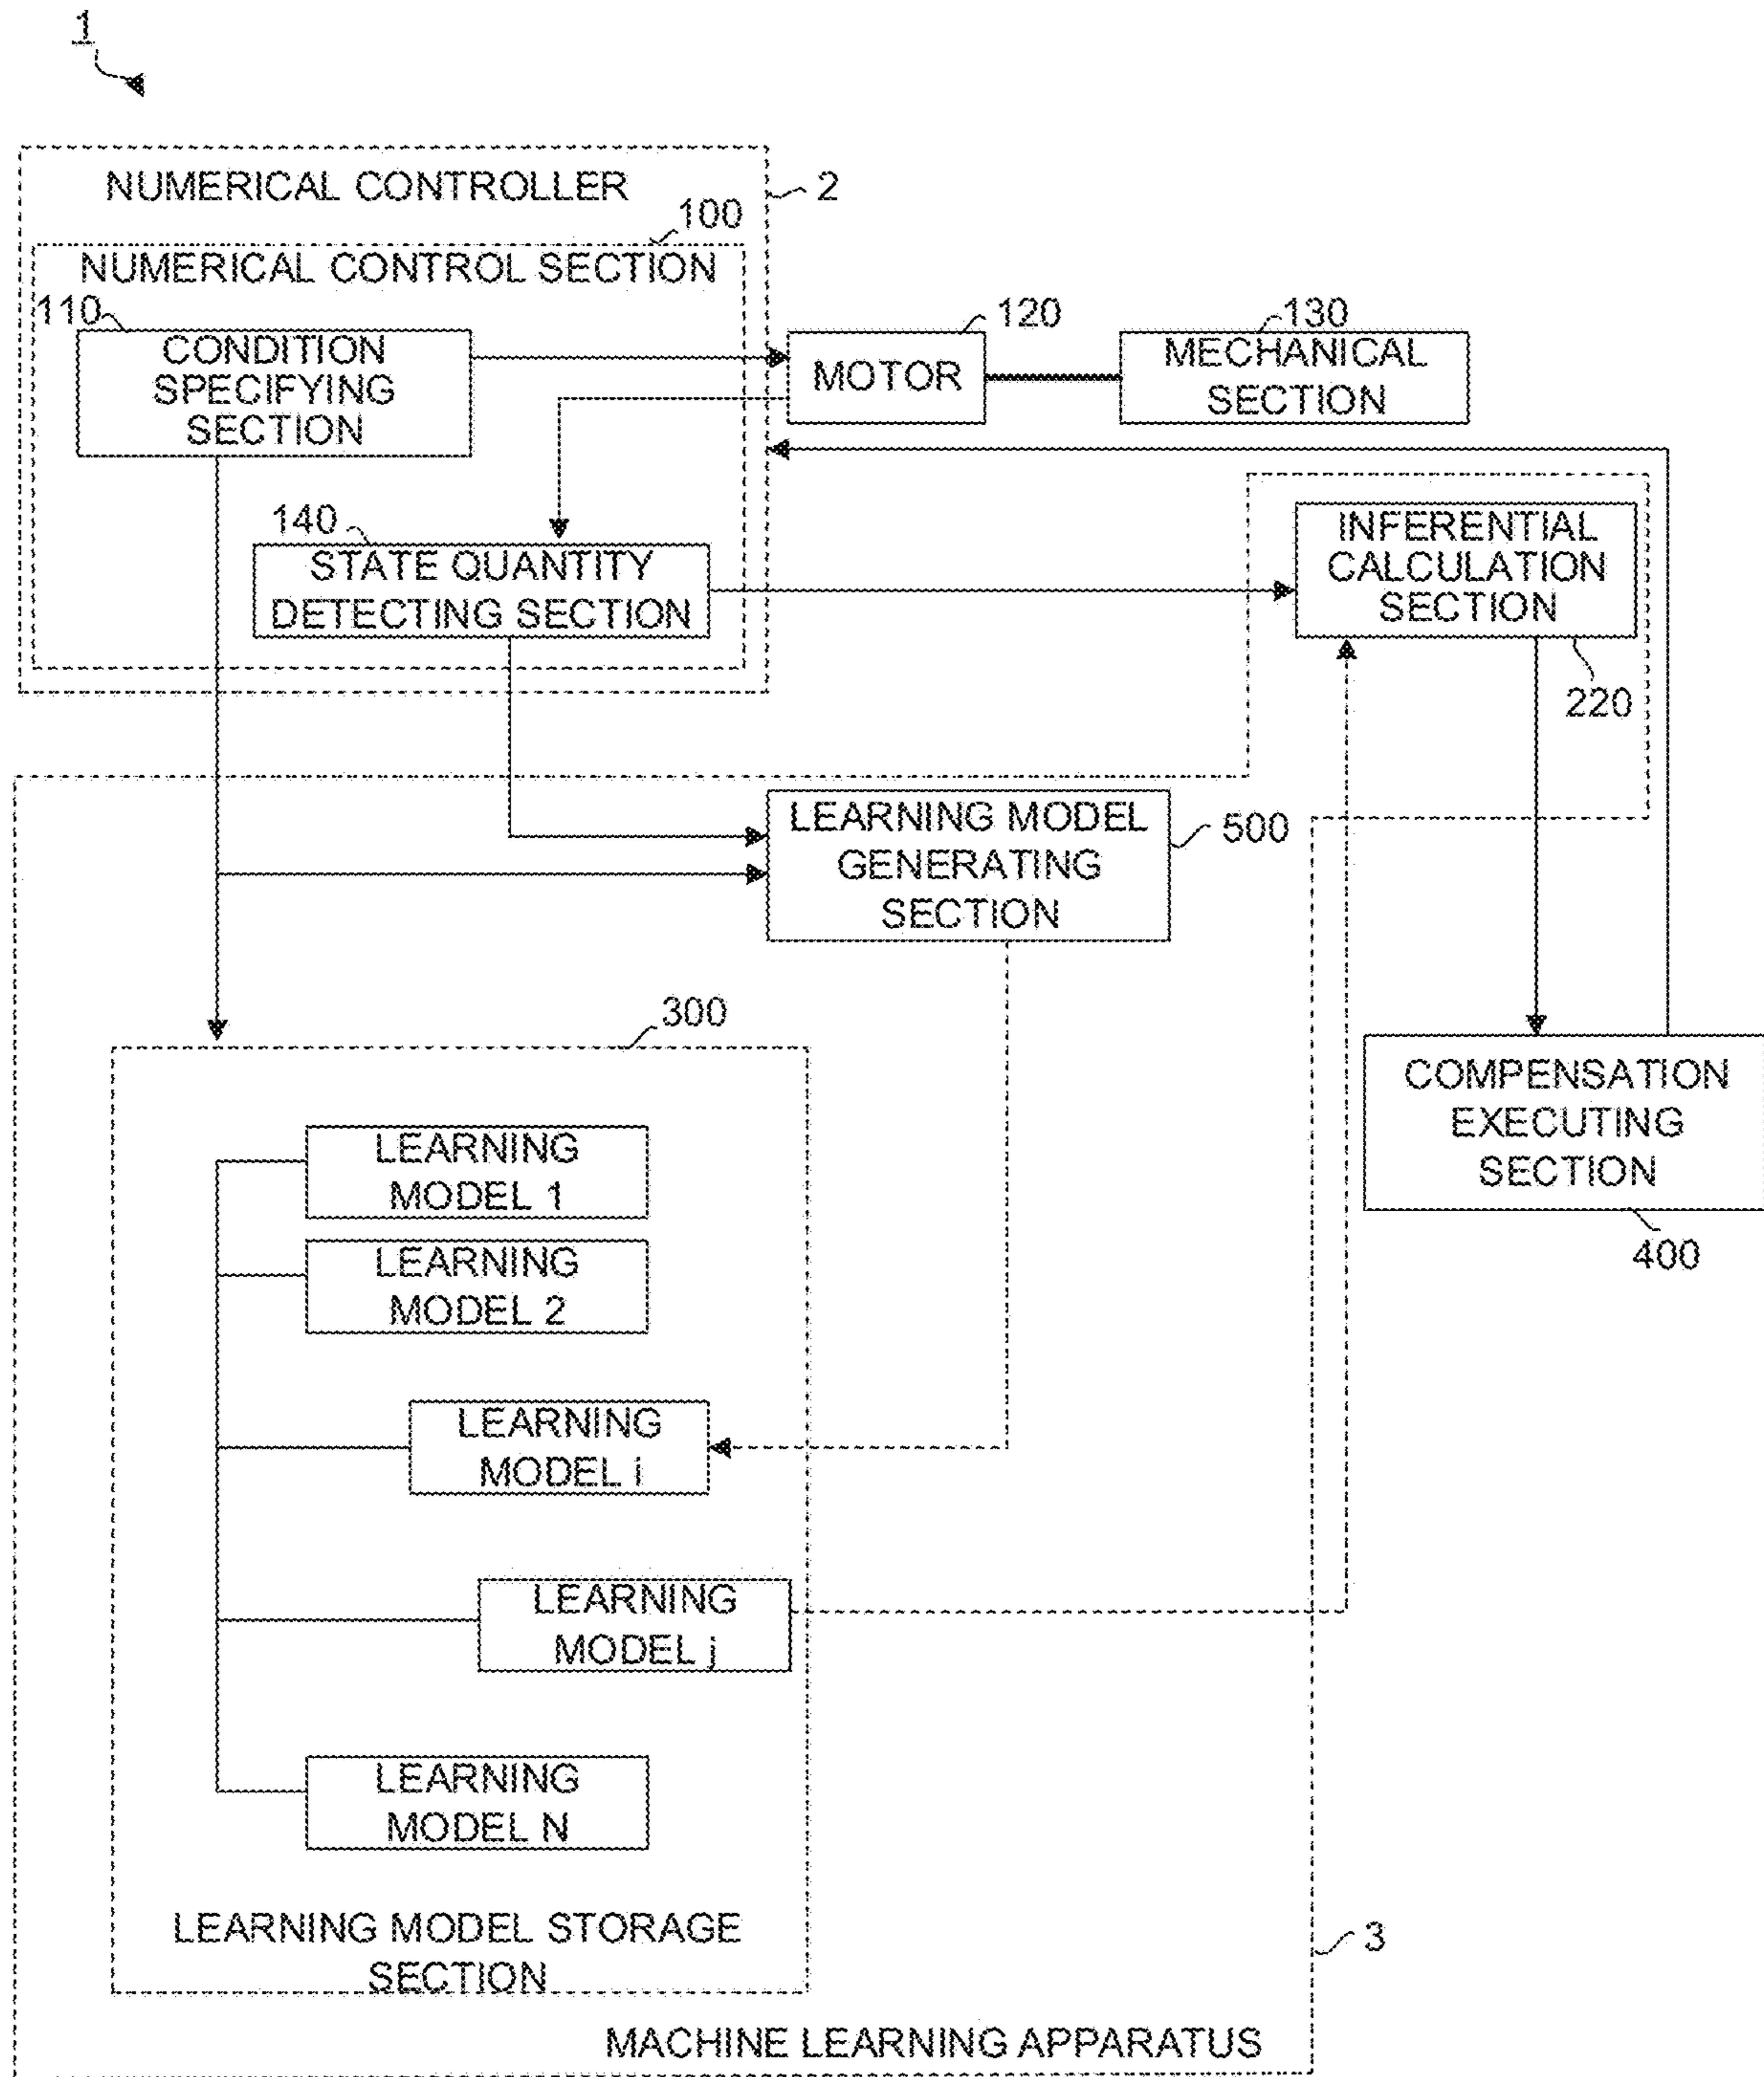 1
NUMERICAL CONTROLLER
2
100
NUMERICAL CONTROL SECTION
110
CONDITION
SPECIFYING
SECTION
120
MOTOR
130
MECHANICAL
SECTION
140
STATE QUANTITY
DETECTING SECTION
INFERENTIAL
CALCULATION
SECTION
220
LEARNING MODEL
GENERATING
SECTION
500
300
COMPENSATION
EXECUTING
SECTION
400
LEARNING
MODEL 1
LEARNING
MODEL 2
LEARNING
MODEL i
LEARNING
MODEL j
LEARNING
MODEL N
LEARNING MODEL STORAGE
SECTION
3
MACHINE LEARNING APPARATUS